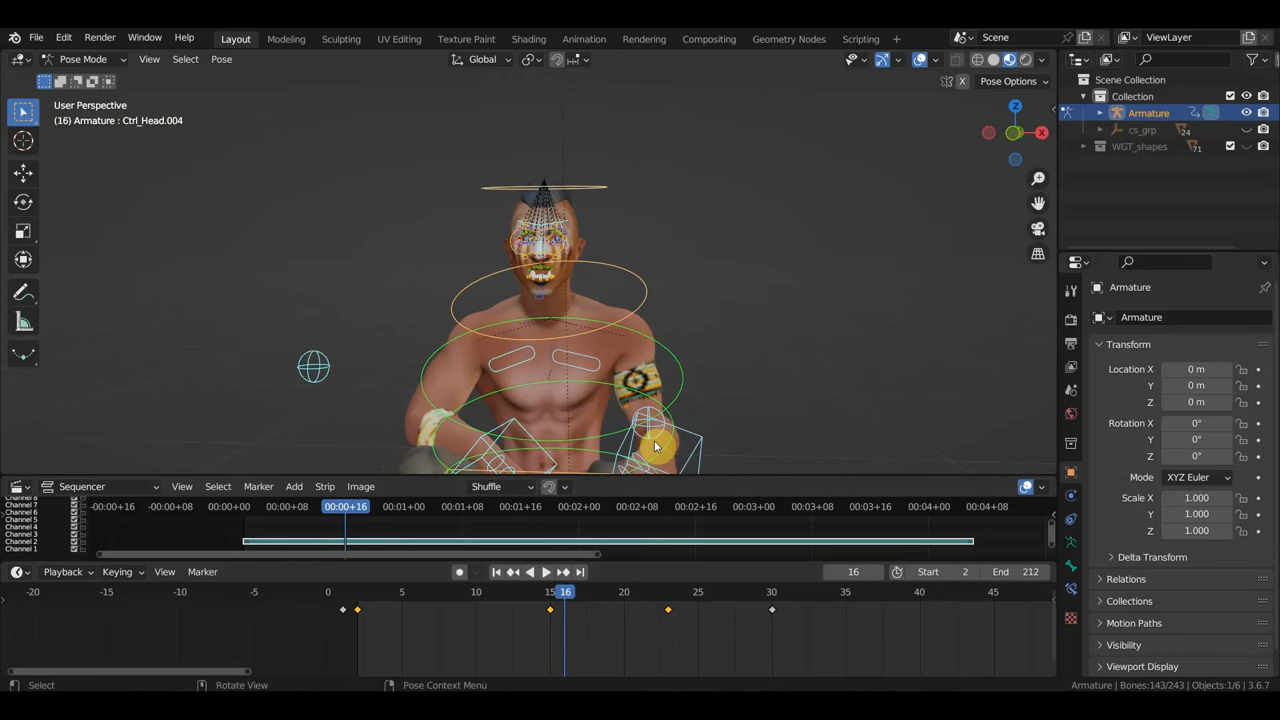 File Edit Render Window Help Layout Modeling Sculpting UV Editing Texture Paint Shading Animation Rendering Compositing Geometry Nodes Scripting + Scene ViewLayer
Pose Mode View Select Pose Global
X Pose Options
User Perspective
(16) Armature : Ctrl_Head.004
Z
X
Scene Collection
Collection
Armature
cs_grp 24
WGT_shapes 71
Armature
Armature
Transform
Location X 0 m
Y 0 m
Z 0 m
Rotation X 0°
Y 0°
Z 0°
Mode XYZ Euler
Scale X 1.000
Y 1.000
Z 1.000
Delta Transform
Relations
Collections
Motion Paths
Visibility
Viewport Display
Sequencer View Select Marker Add Strip Image Shuffle
Channel 8
Channel 7
Channel 6
Channel 5
Channel 4
Channel 3
Channel 2
Channel 1
-00:00+16 -00:00+08 00:00+00 00:00+08 00:00+16 00:01+00 00:01+08 00:01+16 00:02+00 00:02+08 00:02+16 00:03+00 00:03+08 00:03+16 00:04+00 00:04+08
Playback Keying View Marker 16 Start 2 End 212
-20 -15 -10 -5 0 5 10 15 16 20 25 30 35 40 45
Select Rotate View Pose Context Menu Armature | Bones:143/243 | Objects:1/6 | 3.6.7